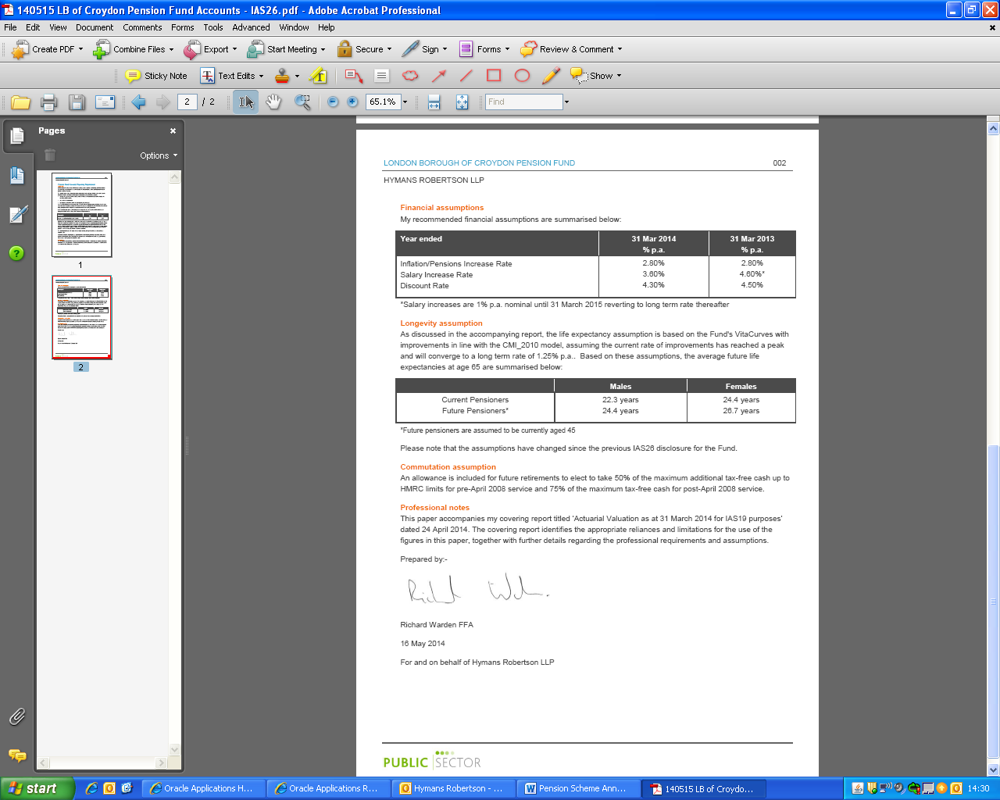 140515 LB of Croydon Pension Fund Accounts - IAS26.pdf - Adobe Acrobat Professional
File Edit View Document Comments Forms Tools Advanced Window Help
Create PDF Combine Files Export Start Meeting Secure Sign Forms Review & Comment
Sticky Note Text Edits Show
2 / 2 65.1% Find
Pages
Options
1
2
LONDON BOROUGH OF CROYDON PENSION FUND 002
HYMANS ROBERTSON LLP
Financial assumptions
My recommended financial assumptions are summarised below:
Year ended 31 Mar 2014 31 Mar 2013
% p.a. % p.a.
Inflation/Pensions Increase Rate 2.80% 2.80%
Salary Increase Rate 3.60% 4.60%*
Discount Rate 4.30% 4.50%
*Salary increases are 1% p.a. nominal until 31 March 2015 reverting to long term rate thereafter
Longevity assumption
As discussed in the accompanying report, the life expectancy assumption is based on the Fund's VitaCurves with
improvements in line with the CMI_2010 model, assuming the current rate of improvements has reached a peak
and will converge to a long term rate of 1.25% p.a.. Based on these assumptions, the average future life
expectancies at age 65 are summarised below:
Males Females
Current Pensioners 22.3 years 24.4 years
Future Pensioners* 24.4 years 26.7 years
*Future pensioners are assumed to be currently aged 45
Please note that the assumptions have changed since the previous IAS26 disclosure for the Fund.
Commutation assumption
An allowance is included for future retirements to elect to take 50% of the maximum additional tax-free cash up to
HMRC limits for pre-April 2008 service and 75% of the maximum tax-free cash for post-April 2008 service.
Professional notes
This paper accompanies my covering report titled 'Actuarial Valuation as at 31 March 2014 for IAS19 purposes'
dated 24 April 2014. The covering report identifies the appropriate reliances and limitations for the use of the
figures in this paper, together with further details regarding the professional requirements and assumptions.
Prepared by:-
Richard Warden FFA
16 May 2014
For and on behalf of Hymans Robertson LLP
PUBLIC SECTOR
start Oracle Applications H... Oracle Applications R... Hymans Robertson - ... Pension Scheme Ann... 140515 LB of Croydo... 14:30